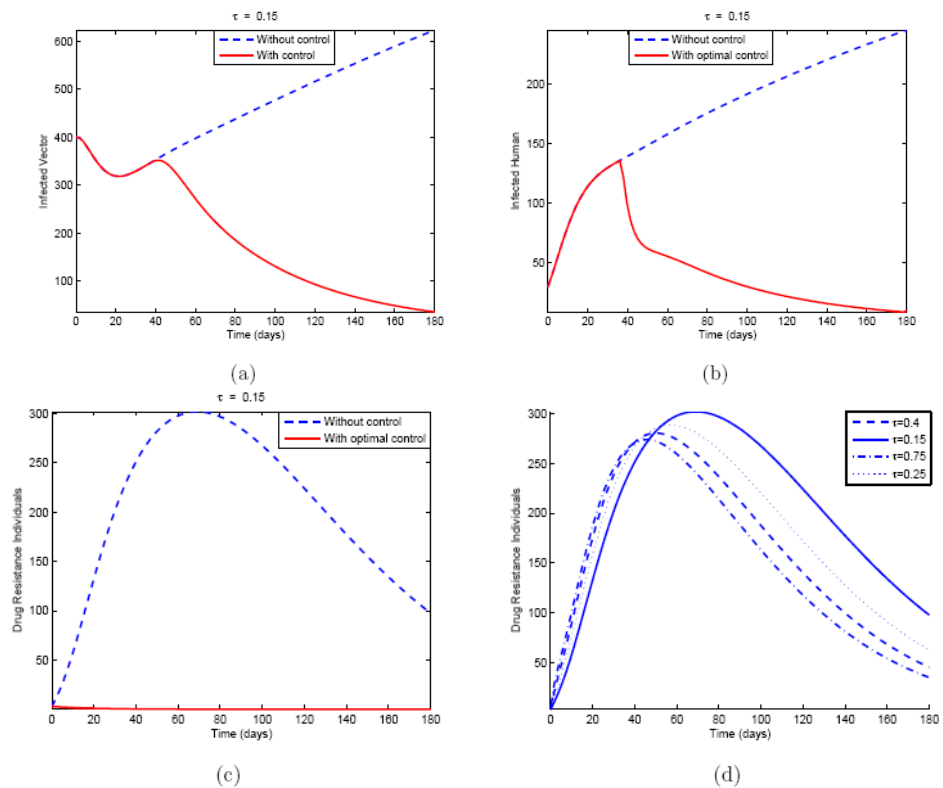 τ = 0.15
600
500
400
300
200
100
Infected Vector
Without control
With control
0 20 40 60 80 100 120 140 160 180
Time (days)
(a)
τ = 0.15
200
150
100
50
Infected Human
Without control
With optimal control
0 20 40 60 80 100 120 140 160 180
Time (days)
(b)
τ = 0.15
300
250
200
150
100
50
Drug Resistance Individuals
Without control
With optimal control
0 20 40 60 80 100 120 140 160 180
Time (days)
(c)
300
250
200
150
100
50
Drug Resistance Individuals
τ=0.4
τ=0.15
τ=0.75
τ=0.25
0 20 40 60 80 100 120 140 160 180
Time (days)
(d)